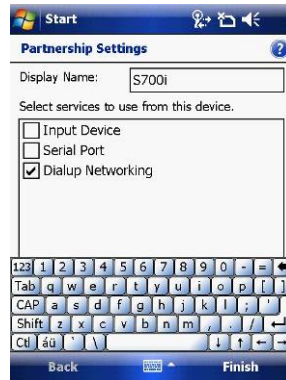 Start
Partnership Settings
?
Display Name: S700i
Select services to use from this device.
Input Device
Serial Port
Dialup Networking
123 1 2 3 4 5 6 7 8 9 0 - =
Tab q w e r t y u i o p [ ]
CAP a s d f g h j k l ; '
Shift z x c v b n m , . /
Ctl áü ` \
Back Finish